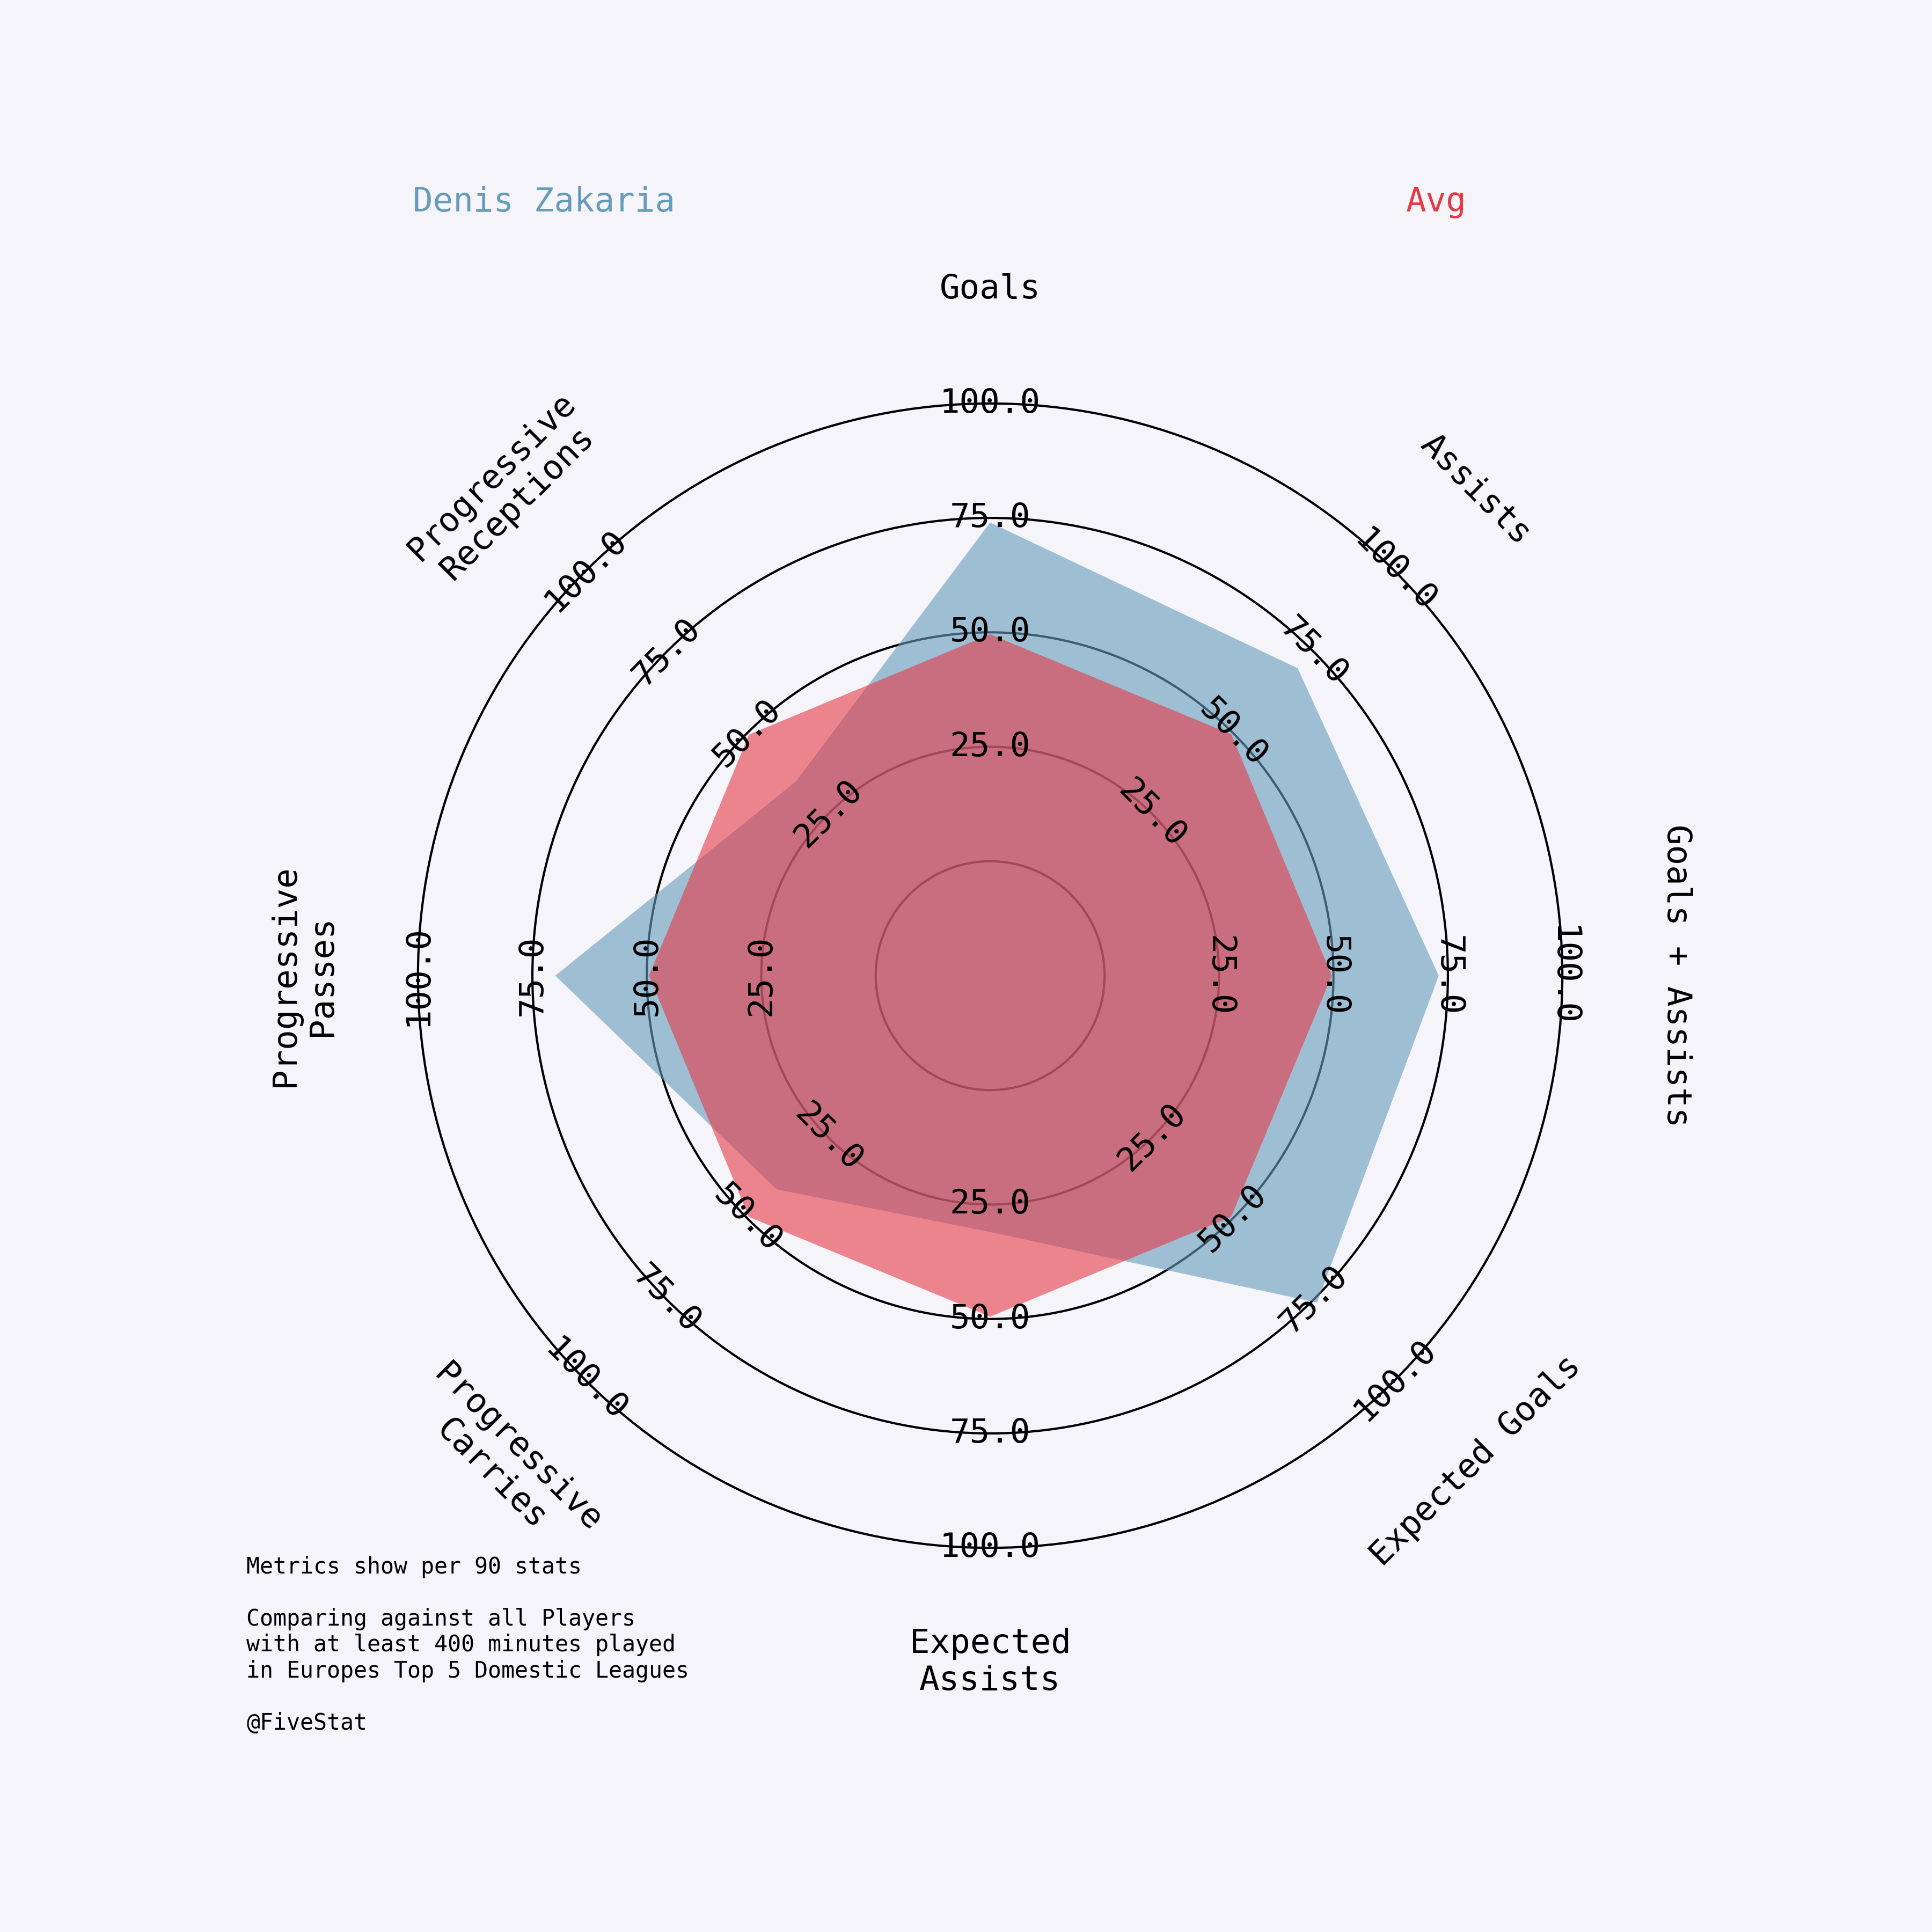 Denis Zakaria
Avg
Goals
Assists
Goals + Assists
Expected Goals
Expected
Assists
Progressive
Carries
Progressive
Passes
Progressive
Receptions
25.0
50.0
75.0
100.0
25.0
50.0
75.0
100.0
25.0
50.0
75.0
100.0
25.0
50.0
75.0
100.0
25.0
50.0
75.0
100.0
25.0
50.0
75.0
100.0
25.0
50.0
75.0
100.0
25.0
50.0
75.0
100.0
Metrics show per 90 stats
Comparing against all Players
with at least 400 minutes played
in Europes Top 5 Domestic Leagues
@FiveStat